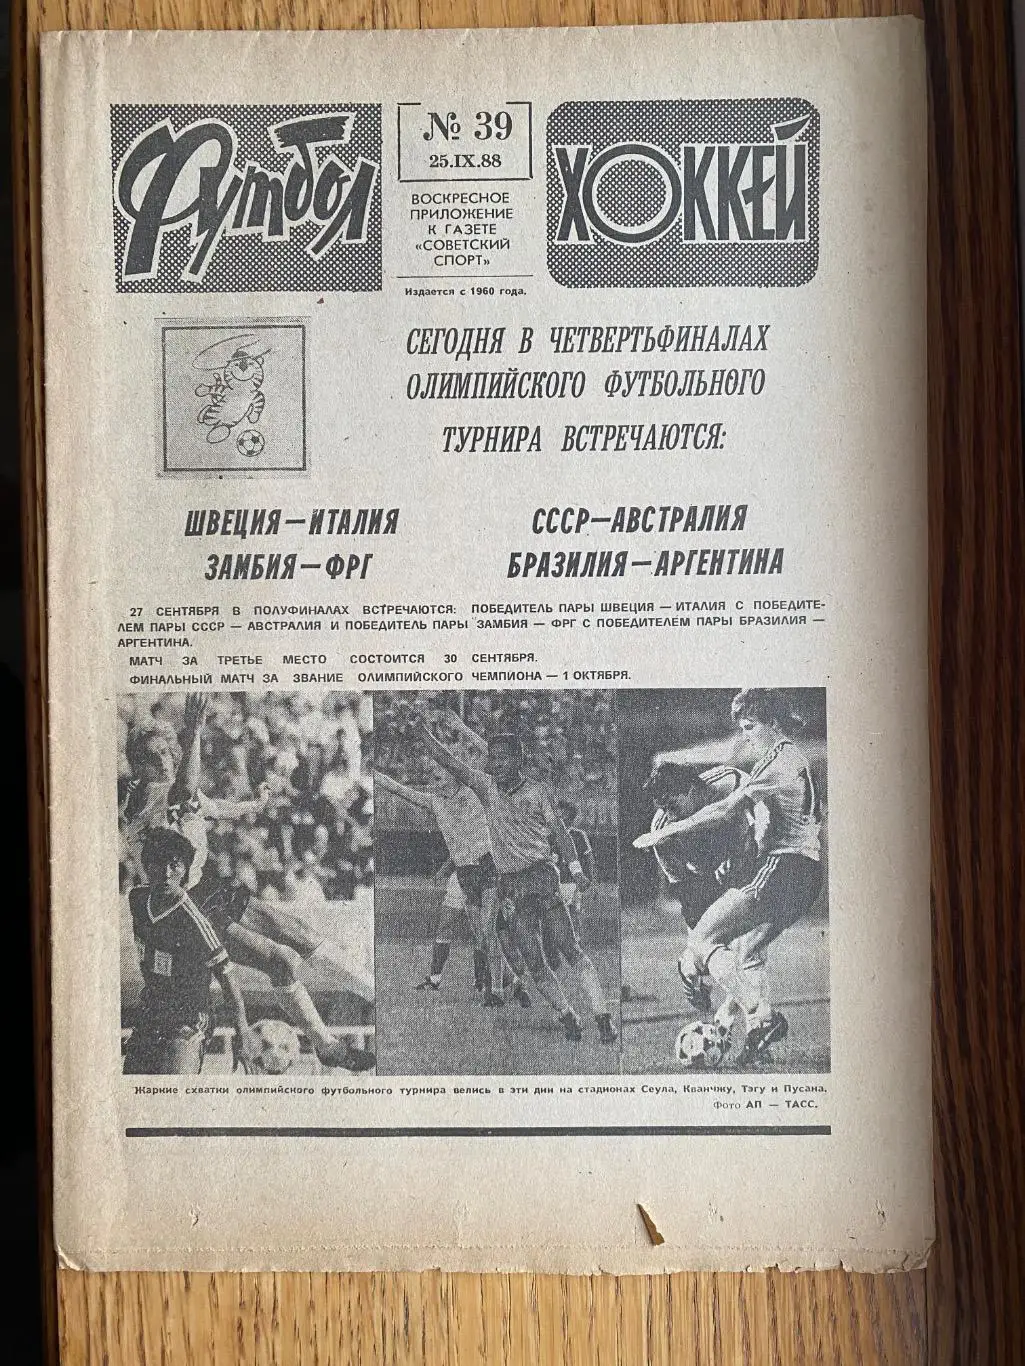 Футбол
№ 39
25.IX.88
ВОСКРЕСНОЕ
ПРИЛОЖЕНИЕ
К ГАЗЕТЕ
«СОВЕТСКИЙ
СПОРТ»
Издается с 1960 года.
ХОККЕЙ
СЕГОДНЯ В ЧЕТВЕРТЬФИНАЛАХ
ОЛИМПИЙСКОГО ФУТБОЛЬНОГО
ТУРНИРА ВСТРЕЧАЮТСЯ:
ШВЕЦИЯ—ИТАЛИЯ
ЗАМБИЯ—ФРГ
СССР—АВСТРАЛИЯ
БРАЗИЛИЯ—АРГЕНТИНА
27 СЕНТЯБРЯ В ПОЛУФИНАЛАХ ВСТРЕЧАЮТСЯ: ПОБЕДИТЕЛЬ ПАРЫ ШВЕЦИЯ — ИТАЛИЯ С ПОБЕДИТЕ-
ЛЕМ ПАРЫ СССР — АВСТРАЛИЯ И ПОБЕДИТЕЛЬ ПАРЫ ЗАМБИЯ — ФРГ С ПОБЕДИТЕЛЕМ ПАРЫ БРАЗИЛИЯ —
АРГЕНТИНА.
МАТЧ ЗА ТРЕТЬЕ МЕСТО СОСТОИТСЯ 30 СЕНТЯБРЯ.
ФИНАЛЬНЫЙ МАТЧ ЗА ЗВАНИЕ ОЛИМПИЙСКОГО ЧЕМПИОНА — 1 ОКТЯБРЯ.
Жаркие схватки олимпийского футбольного турнира велись в эти дни на стадионах Сеула, Кванчжу, Тэгу и Пусана.
Фото АП — ТАСС.